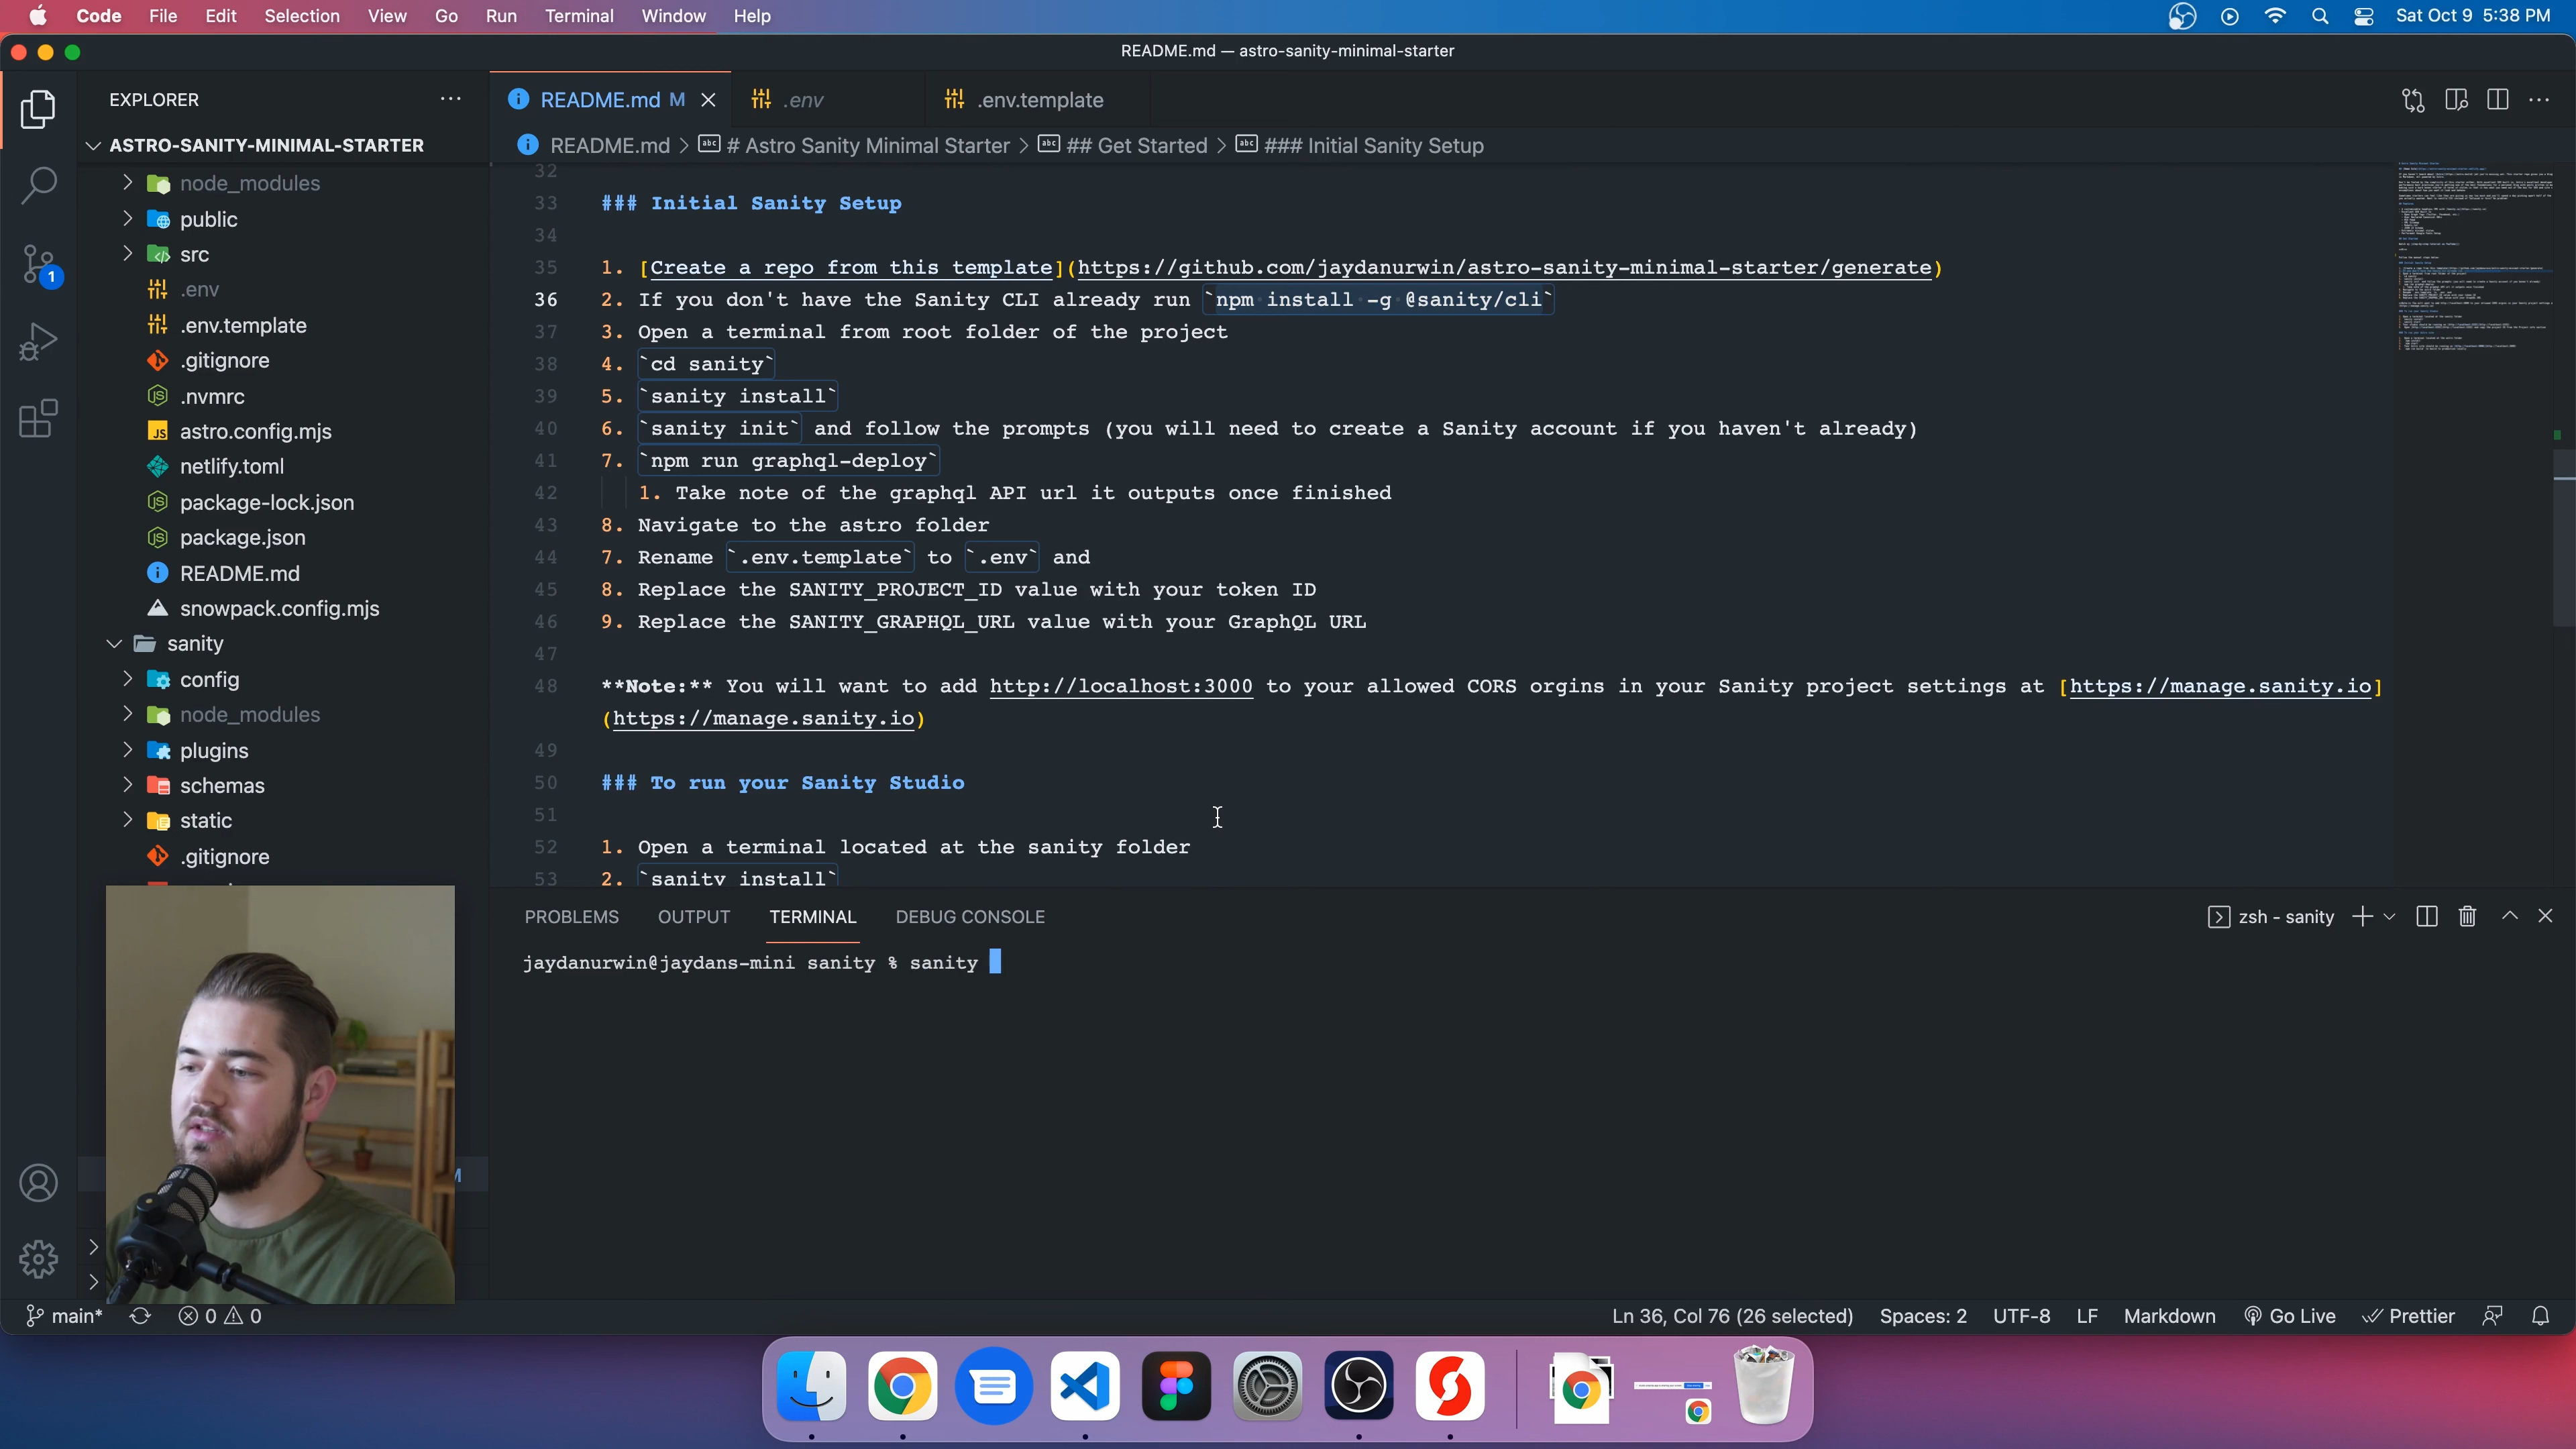 Code File Edit Selection View Go Run Terminal Window Help Sat Oct 9 5:38 PM
README.md — astro-sanity-minimal-starter
EXPLORER
README.md M .env .env.template
README.md > # Astro Sanity Minimal Starter > ## Get Started > ### Initial Sanity Setup
ASTRO-SANITY-MINIMAL-STARTER
node_modules
public
src
.env
.env.template
.gitignore
.nvmrc
astro.config.mjs
netlify.toml
package-lock.json
package.json
README.md
snowpack.config.mjs
sanity
config
node_modules
plugins
schemas
static
.gitignore
1
32
33 ### Initial Sanity Setup
34
35 1. [Create a repo from this template](https://github.com/jaydanurwin/astro-sanity-minimal-starter/generate)
36 2. If you don't have the Sanity CLI already run `npm install -g @sanity/cli`
37 3. Open a terminal from root folder of the project
38 4. `cd sanity`
39 5. `sanity install`
40 6. `sanity init` and follow the prompts (you will need to create a Sanity account if you haven't already)
41 7. `npm run graphql-deploy`
42 1. Take note of the graphql API url it outputs once finished
43 8. Navigate to the astro folder
44 7. Rename `.env.template` to `.env` and
45 8. Replace the SANITY_PROJECT_ID value with your token ID
46 9. Replace the SANITY_GRAPHQL_URL value with your GraphQL URL
47
48 **Note:** You will want to add http://localhost:3000 to your allowed CORS orgins in your Sanity project settings at [https://manage.sanity.io]
(https://manage.sanity.io)
49
50 ### To run your Sanity Studio
51
52 1. Open a terminal located at the sanity folder
53 2. `sanity install`
PROBLEMS OUTPUT TERMINAL DEBUG CONSOLE zsh - sanity
jaydanurwin@jaydans-mini sanity % sanity
M
main* 0 0 Ln 36, Col 76 (26 selected) Spaces: 2 UTF-8 LF Markdown Go Live Prettier